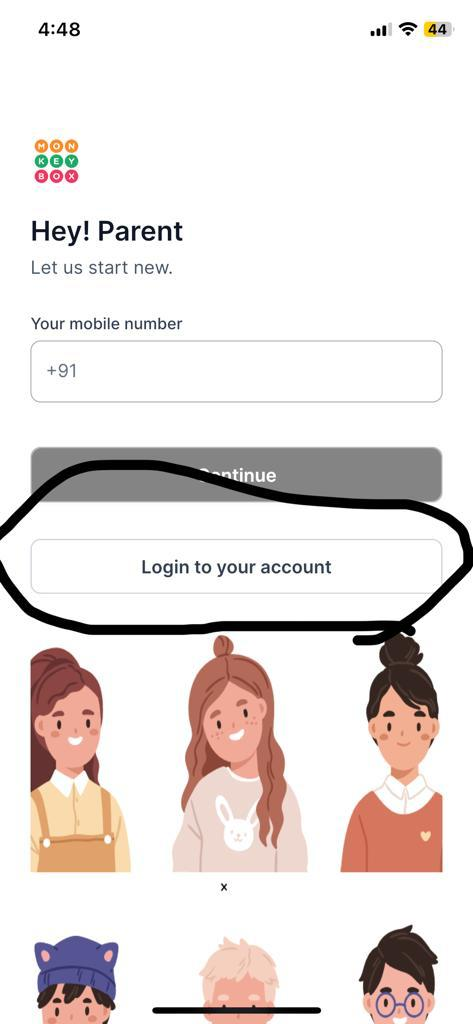 4:48
44
MON
KEY
BOX
Hey! Parent
Let us start new.
Your mobile number
+91
Continue
Login to your account
x